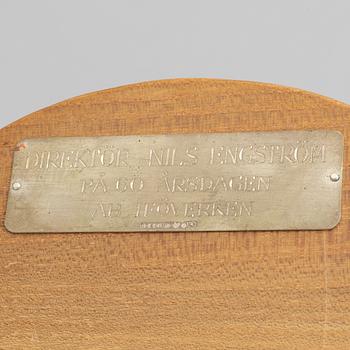 DIREKTÖR NILS ENGSTRÖM
PÅ 60 ÅRSDAGEN
AB IFÖVERKEN